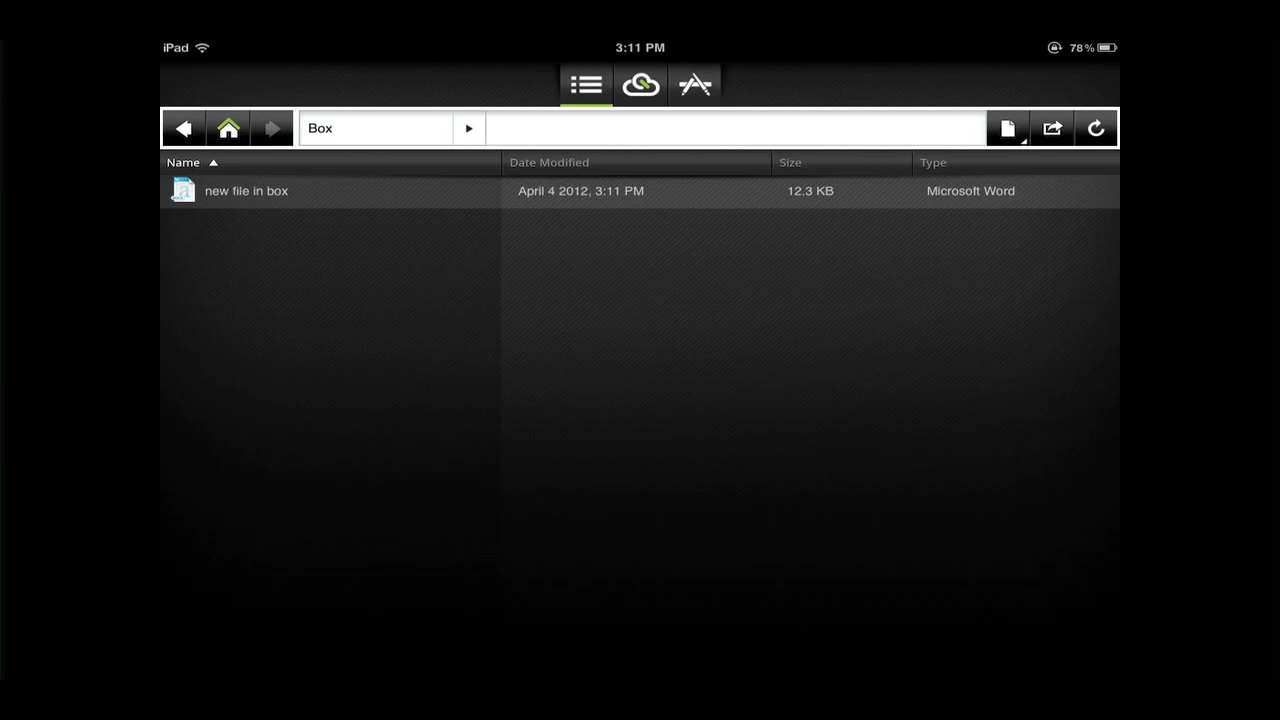 iPad 3:11 PM 78%
Box
Name Date Modified Size Type
new file in box April 4 2012, 3:11 PM 12.3 KB Microsoft Word